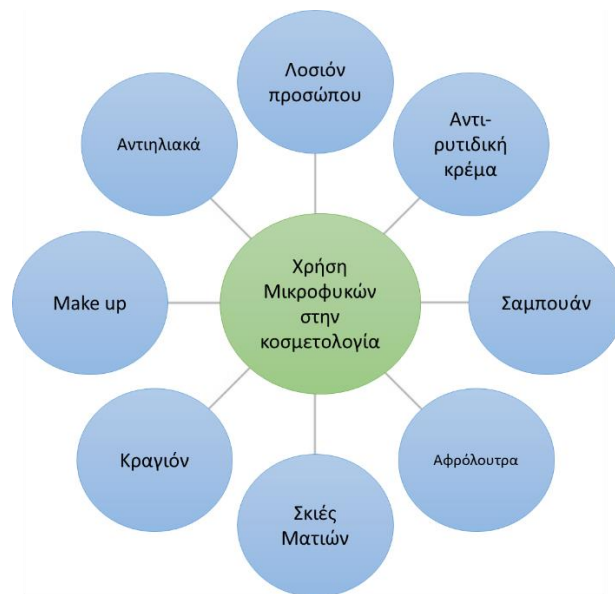 Λοσιόν
προσώπου
Αντι-
ρυτιδική
κρέμα
Σαμπουάν
Αφρόλουτρα
Σκιές
Ματιών
Κραγιόν
Make up
Αντιηλιακά
Χρήση
Μικροφυκών
στην
κοσμετολογία